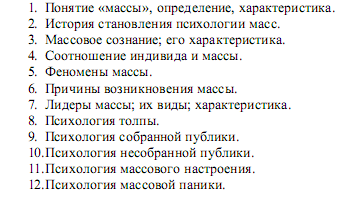 1. Понятие «массы», определение, характеристика.
2. История становления психологии масс.
3. Массовое сознание; его характеристика.
4. Соотношение индивида и массы.
5. Феномены массы.
6. Причины возникновения массы.
7. Лидеры массы; их виды; характеристика.
8. Психология толпы.
9. Психология собранной публики.
10.Психология несобранной публики.
11.Психология массового настроения.
12.Психология массовой паники.